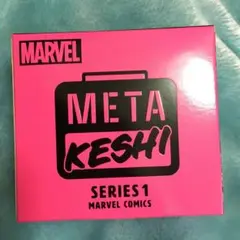 MARVEL
META
KESHI
SERIES 1
MARVEL COMICS